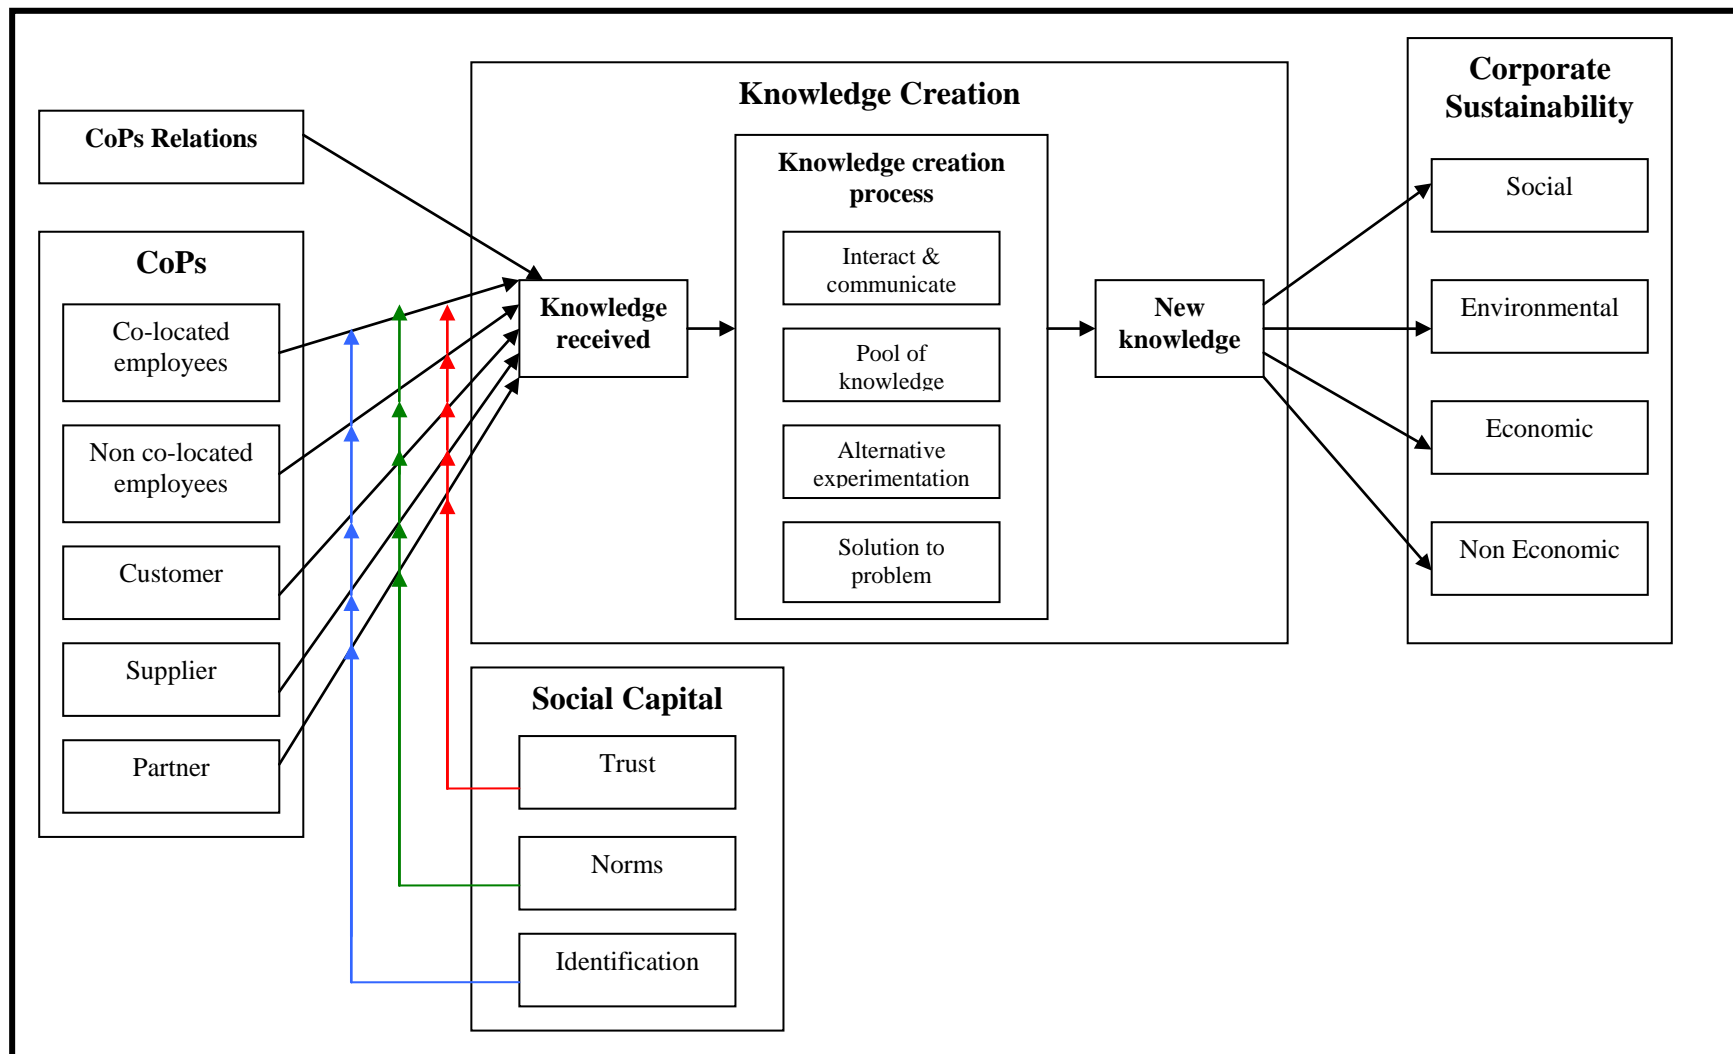 CoPs Relations
CoPs
Co-located
employees
Non co-located
employees
Customer
Supplier
Partner
Knowledge Creation
Knowledge
received
Knowledge creation
process
Interact &
communicate
Pool of
knowledge
Alternative
experimentation
Solution to
problem
New
knowledge
Social Capital
Trust
Norms
Identification
Corporate
Sustainability
Social
Environmental
Economic
Non Economic